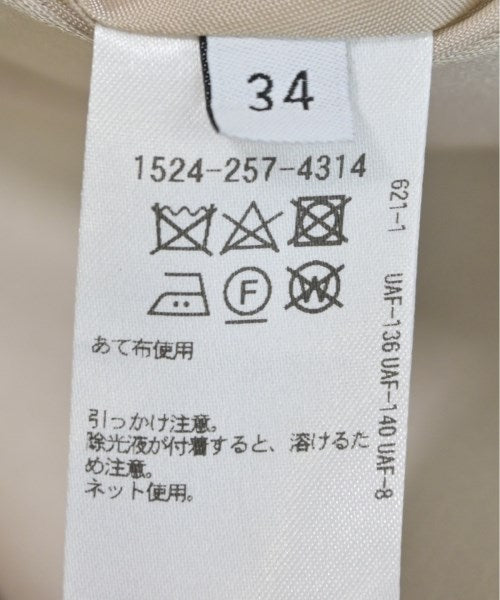 34
1524-257-4314
F
W
あて布使用
引っかけ注意。
除光液が付着すると、溶けるた
め注意。
ネット使用。
621-1 UAF-136 UAF-140 UAF-8